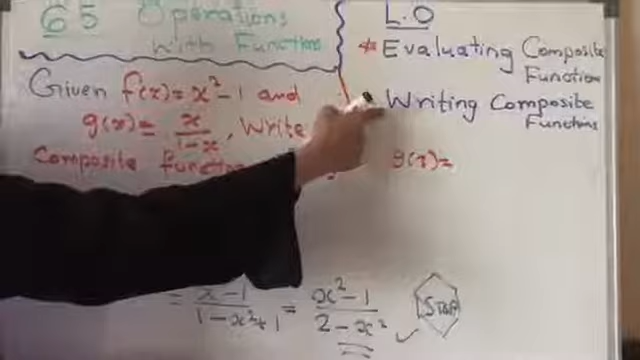 6 5 Operations
with Functions
L.O
* Evaluating Composite
Function
Writing Composite
Functions
Given f(x) = x² - 1 and
g(x) = x/(1-x), Write
Composite function
g(x) =
= (x-1)/(1-x²+1) = (x²-1)/(2-x²)
STOP